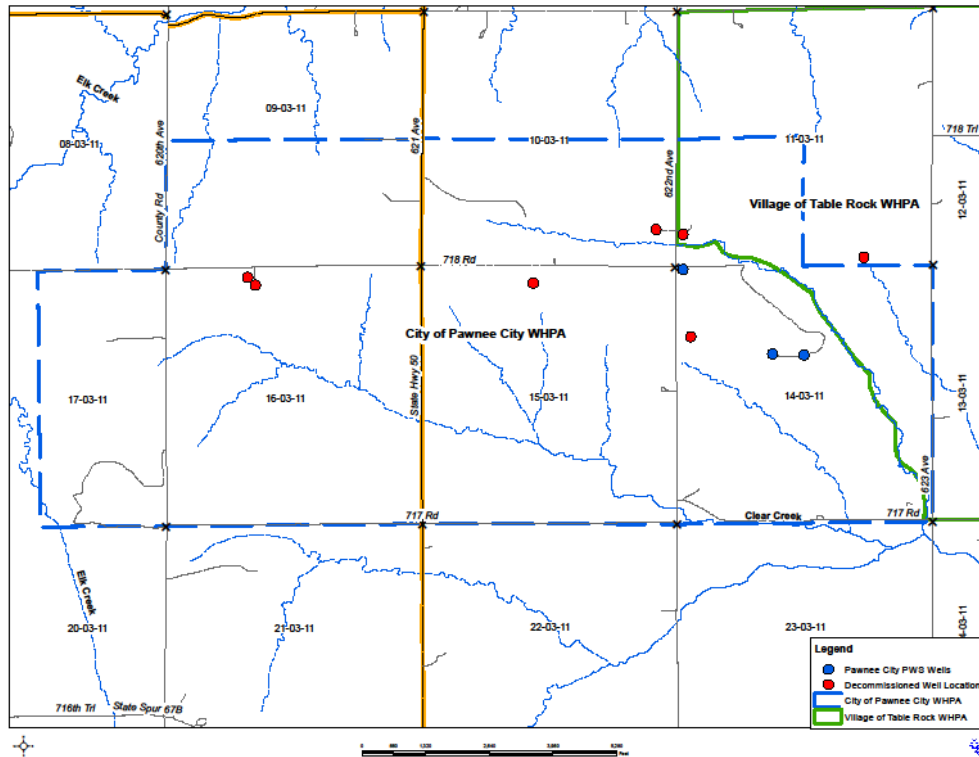 Elk Creek
09-03-11
08-03-11
620th Ave
County Rd
621 Ave
10-03-11
622nd Ave
11-03-11
718 Trl
12-03-11
Village of Table Rock WHPA
718 Rd
City of Pawnee City WHPA
State Hwy 50
17-03-11
16-03-11
15-03-11
14-03-11
13-03-11
623 Ave
717 Rd
Clear Creek
717 Rd
Elk Creek
20-03-11
21-03-11
22-03-11
23-03-11
4-03-11
716th Trl
State Spur 67B
Legend
Pawnee City PWS Wells
Decommissioned Well Location
City of Pawnee City WHPA
Village of Table Rock WHPA
0
Feet